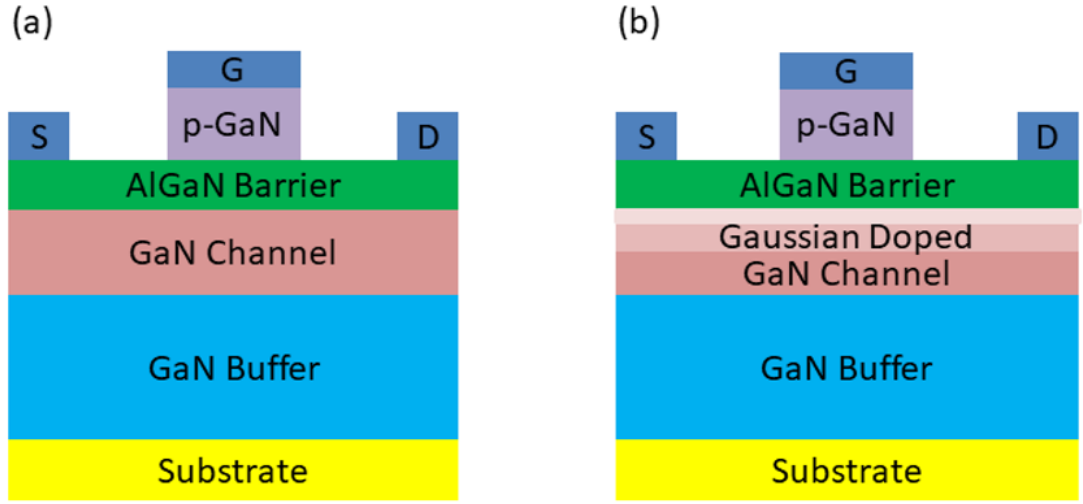 (a)
G
p-GaN
S
D
AlGaN Barrier
GaN Channel
GaN Buffer
Substrate
(b)
G
p-GaN
S
D
AlGaN Barrier
Gaussian Doped
GaN Channel
GaN Buffer
Substrate